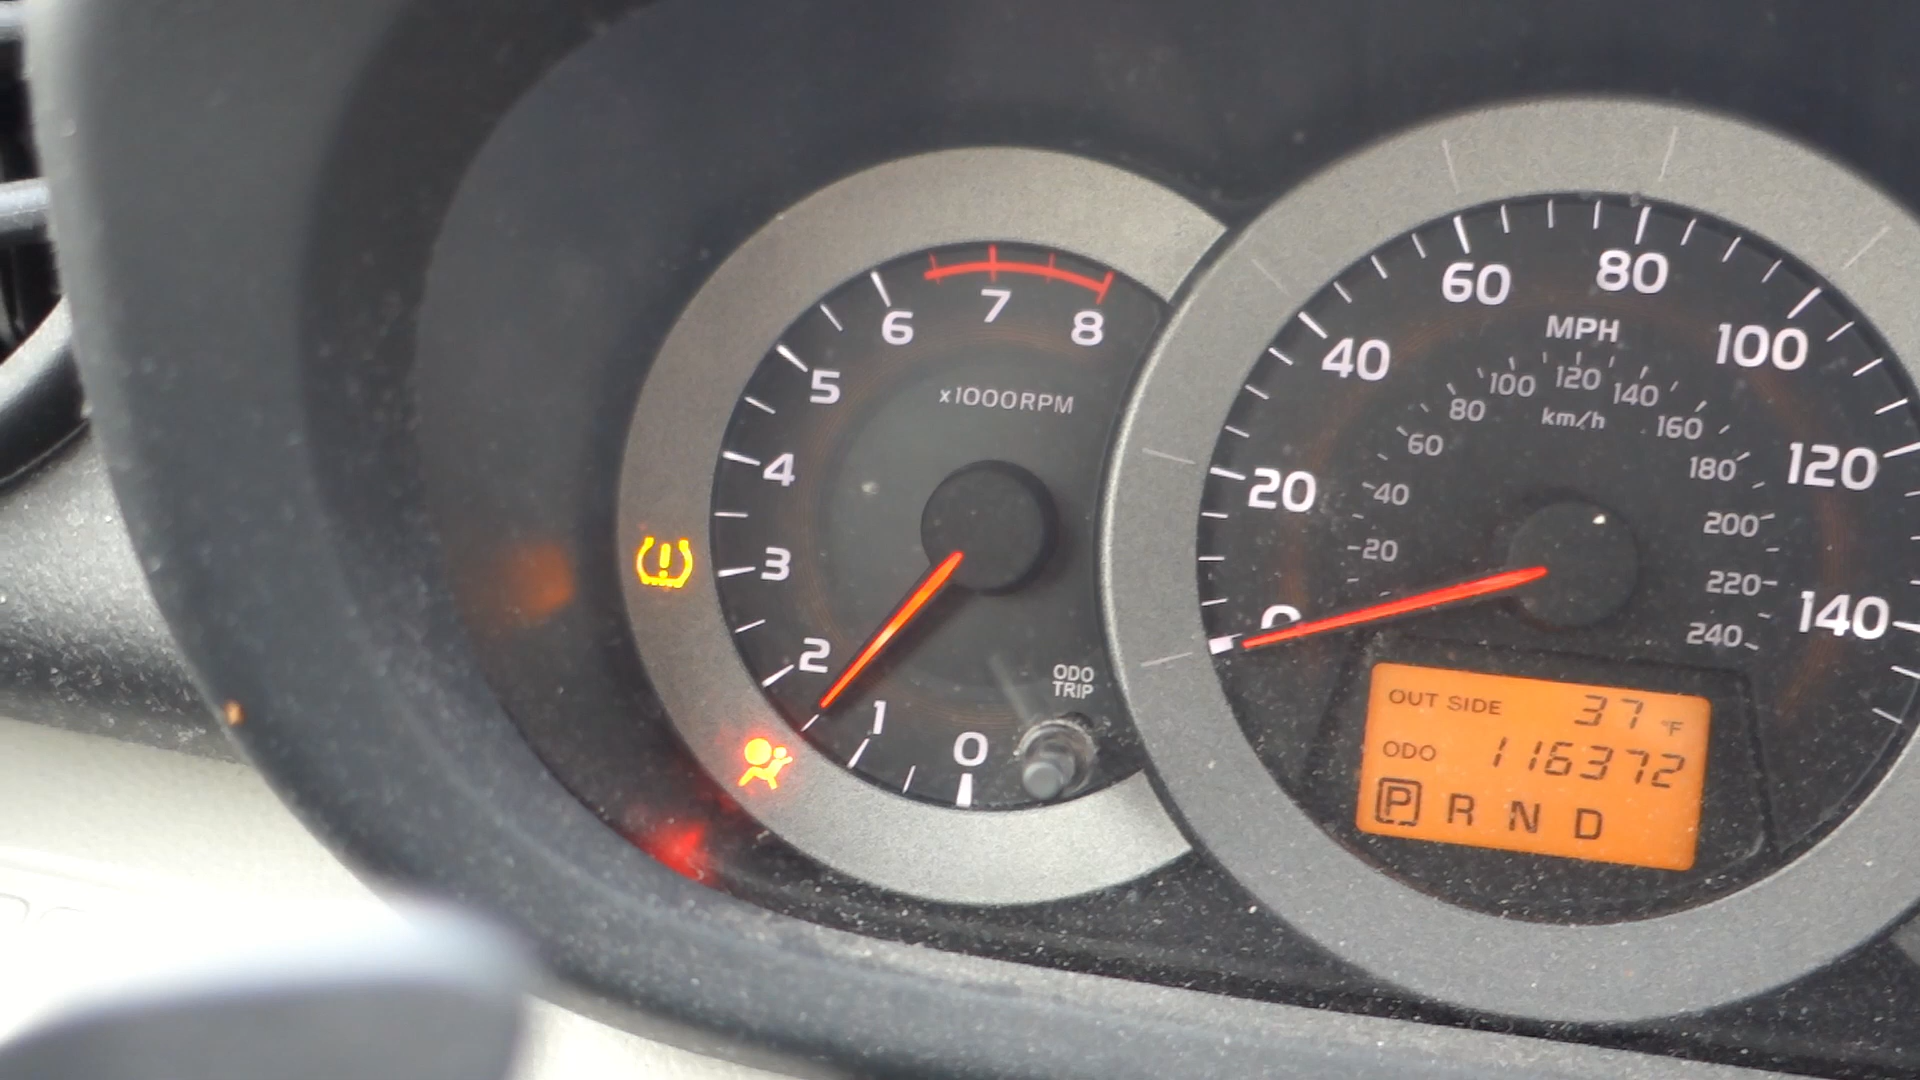 6 7 8
5
x1000RPM
4
3
2
1
0
ODO
TRIP
60 80
MPH
40 100
100 120 140
80 km/h 160
60 180
20 120
40 200
20 220
0 140
240
OUT SIDE 37 °F
ODO 116372
P R N D